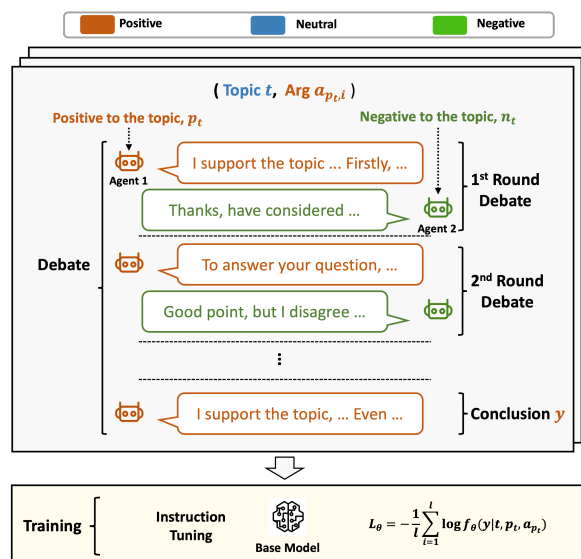 Positive Neutral Negative
( Topic t, Arg a_{p_t,i} )
Positive to the topic, p_t
Negative to the topic, n_t
Agent 1
I support the topic ... Firstly, ...
Thanks, have considered ...
Agent 2
1st Round
Debate
Debate
To answer your question, ...
Good point, but I disagree ...
2nd Round
Debate
...
I support the topic, ... Even ...
Conclusion y
Training
Instruction
Tuning
Base Model
L_θ = -\frac{1}{l}\sum_{i=1}^{l} log f_θ(y|t, p_t, a_{p_t})